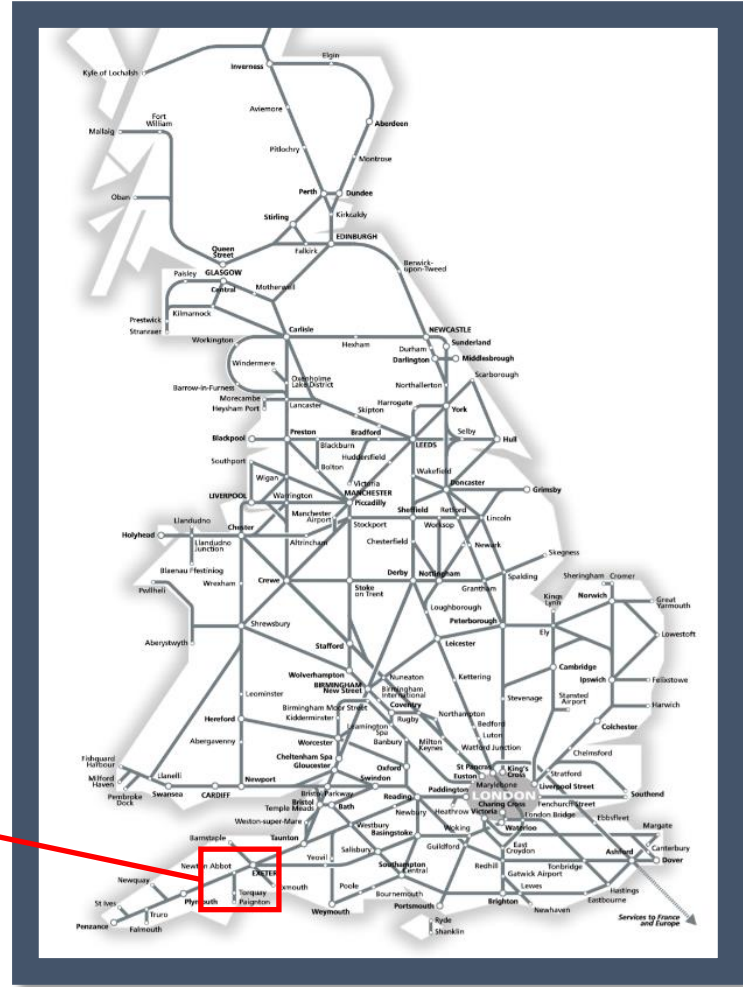 Elgin
Inverness
Kyle of Lochalsh
Aviemore
Fort
William
Aberdeen
Mallaig
Pitlochry
Montrose
Perth
Dundee
Oban
Stirling
Kirkcaldy
EDINBURGH
Queen
Street
Falkirk
Berwick-
upon-Tweed
Paisley
GLASGOW
Central
Motherwell
Prestwick
Kilmarnock
Stranraer
Carlisle
NEWCASTLE
Workington
Hexham
Sunderland
Durham
Darlington
Middlesbrough
Windermere
Scarborough
Oxenholme
Lake District
Barrow-in-Furness
Northallerton
Morecambe
Heysham Port
Lancaster
Harrogate
York
Skipton
Blackpool
Preston
Bradford
Selby
Blackburn
LEEDS
Hull
Southport
Huddersfield
Bolton
Wigan
Wakefield
Victoria
MANCHESTER
Piccadilly
Doncaster
Grimsby
LIVERPOOL
Warrington
Manchester
Airport
Sheffield
Retford
Lincoln
Llandudno
Chester
Stockport
Worksop
Holyhead
Llandudno
Junction
Altrincham
Chesterfield
Newark
Skegness
Blaenau Ffestiniog
Crewe
Derby
Nottingham
Spalding
Sheringham
Cromer
Pwllheli
Wrexham
Stoke
on Trent
Grantham
Kings
Lynn
Norwich
Great
Yarmouth
Loughborough
Peterborough
Shrewsbury
Ely
Aberystwyth
Stafford
Leicester
Lowestoft
Wolverhampton
Cambridge
BIRMINGHAM
New Street
Nuneaton
Kettering
Ipswich
Felixstowe
Birmingham
International
Leominster
Stevenage
Stansted
Airport
Birmingham Moor Street
Coventry
Harwich
Hereford
Kidderminster
Rugby
Northampton
Leamington
Spa
Bedford
Colchester
Abergavenny
Worcester
Banbury
Milton
Keynes
Luton
Chelmsford
Fishguard
Harbour
Cheltenham Spa
Watford Junction
Gloucester
Oxford
St Pancras
King's
Cross
Milford
Haven
Llanelli
Newport
Swindon
Euston
Stratford
Pembroke
Dock
Swansea
CARDIFF
Bristol Parkway
Reading
Paddington
Marylebone
LONDON
Liverpool Street
Southend
Bristol
Temple Meads
Bath
Newbury
Heathrow
Charing Cross
Victoria
Fenchurch Street
London Bridge
Weston-super-Mare
Westbury
Basingstoke
Woking
Waterloo
Ebbsfleet
Margate
Barnstaple
Taunton
Salisbury
Guildford
East
Croydon
Ashford
Canterbury
Newton Abbot
Yeovil
Southampton
Central
Redhill
Tonbridge
Dover
EXETER
Gatwick Airport
Newquay
Exmouth
Poole
Bournemouth
Lewes
Hastings
Torquay
Paignton
Plymouth
Weymouth
Portsmouth
Brighton
Eastbourne
St Ives
Truro
Newhaven
Penzance
Falmouth
Ryde
Shanklin
Services to France
and Europe